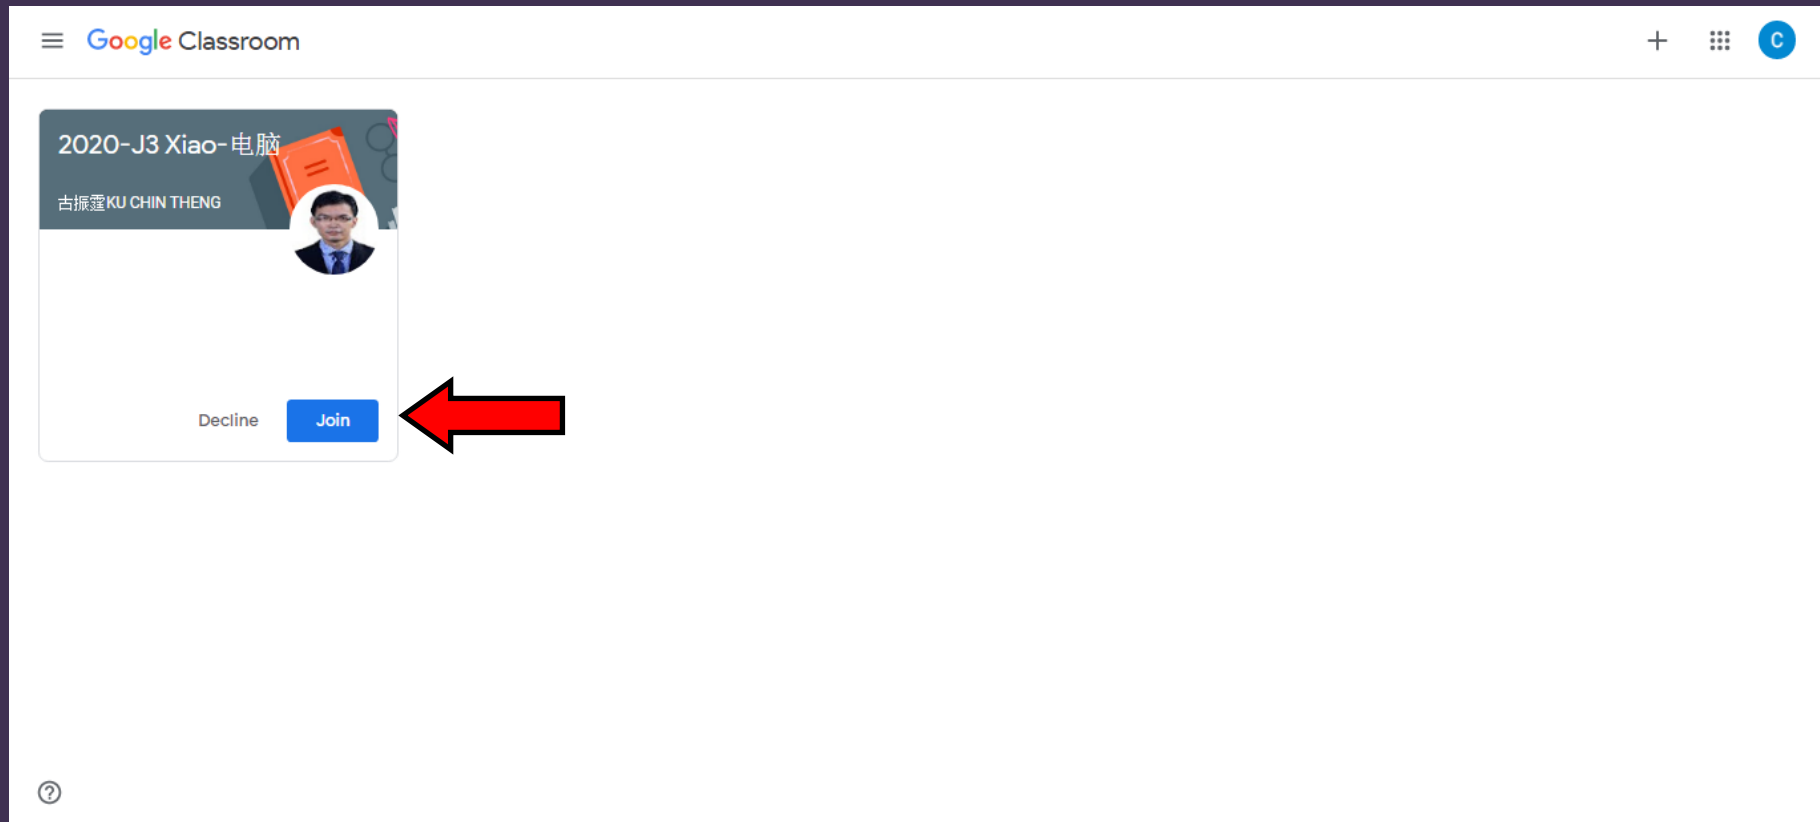 Google Classroom
C
2020-J3 Xiao-电脑
古振霆KU CHIN THENG
Decline
Join